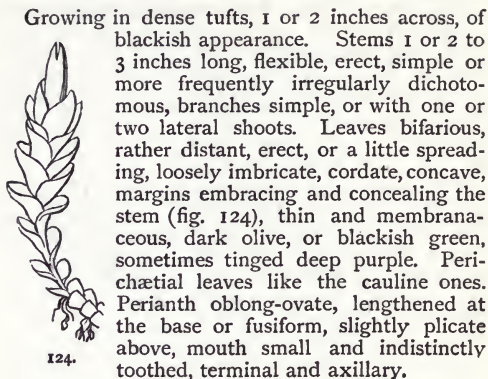 Growing in dense tufts, 1 or 2 inches across, of
blackish appearance. Stems 1 or 2 to
3 inches long, flexible, erect, simple or
more frequently irregularly dichoto-
mous, branches simple, or with one or
two lateral shoots. Leaves bifarious,
rather distant, erect, or a little spread-
ing, loosely imbricate, cordate, concave,
margins embracing and concealing the
stem (fig. 124), thin and membrana-
ceous, dark olive, or blackish green,
sometimes tinged deep purple. Peri-
chætial leaves like the cauline ones.
Perianth oblong-ovate, lengthened at
the base or fusiform, slightly plicate
above, mouth small and indistinctly
toothed, terminal and axillary.
124.